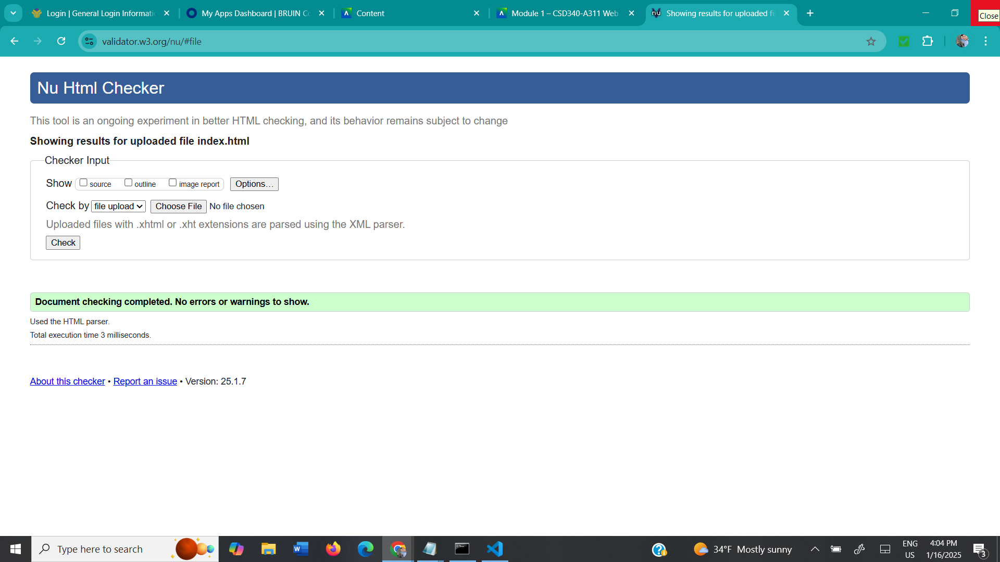 Login | General Login Informati
My Apps Dashboard | BRUIN Co
Content
Module 1 – CSD340-A311 Web
Showing results for uploaded fi
Close
validator.w3.org/nu/#file
Nu Html Checker
This tool is an ongoing experiment in better HTML checking, and its behavior remains subject to change
Showing results for uploaded file index.html
Checker Input
Show source outline image report Options…
Check by file upload Choose File No file chosen
Uploaded files with .xhtml or .xht extensions are parsed using the XML parser.
Check
Document checking completed. No errors or warnings to show.
Used the HTML parser.
Total execution time 3 milliseconds.
About this checker • Report an issue • Version: 25.1.7
Type here to search
34°F Mostly sunny
ENG
US
4:04 PM
1/16/2025
3